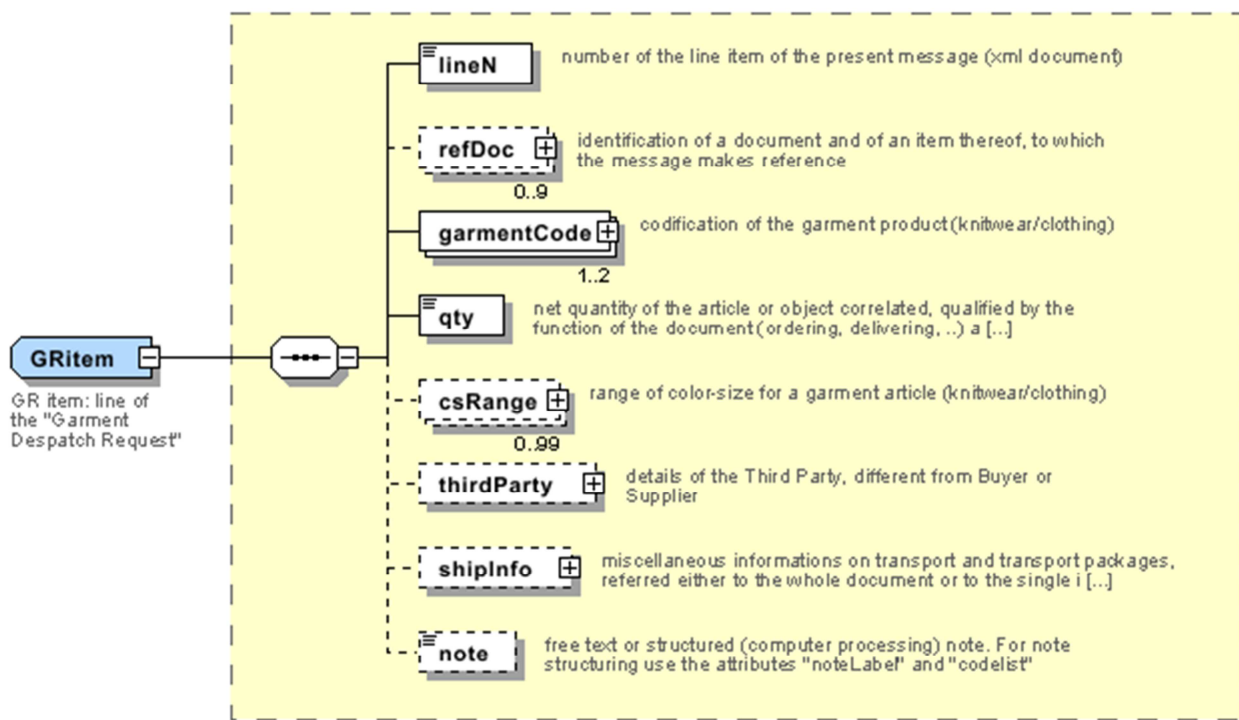 lineN
number of the line item of the present message (xml document)
refDoc
identification of a document and of an item thereof, to which
the message makes reference
0..9
garmentCode
codification of the garment product (knitwear/clothing)
1..2
qty
net quantity of the article or object correlated, qualified by the
function of the document (ordering, delivering, ..) a [...]
GRitem
GR item: line of
the "Garment
Despatch Request"
csRange
range of color-size for a garment article (knitwear/clothing)
0..99
thirdParty
details of the Third Party, different from Buyer or
Supplier
shipInfo
miscellaneous informations on transport and transport packages,
referred either to the whole document or to the single i [...]
note
free text or structured (computer processing) note. For note
structuring use the attributes "noteLabel" and "codelist"